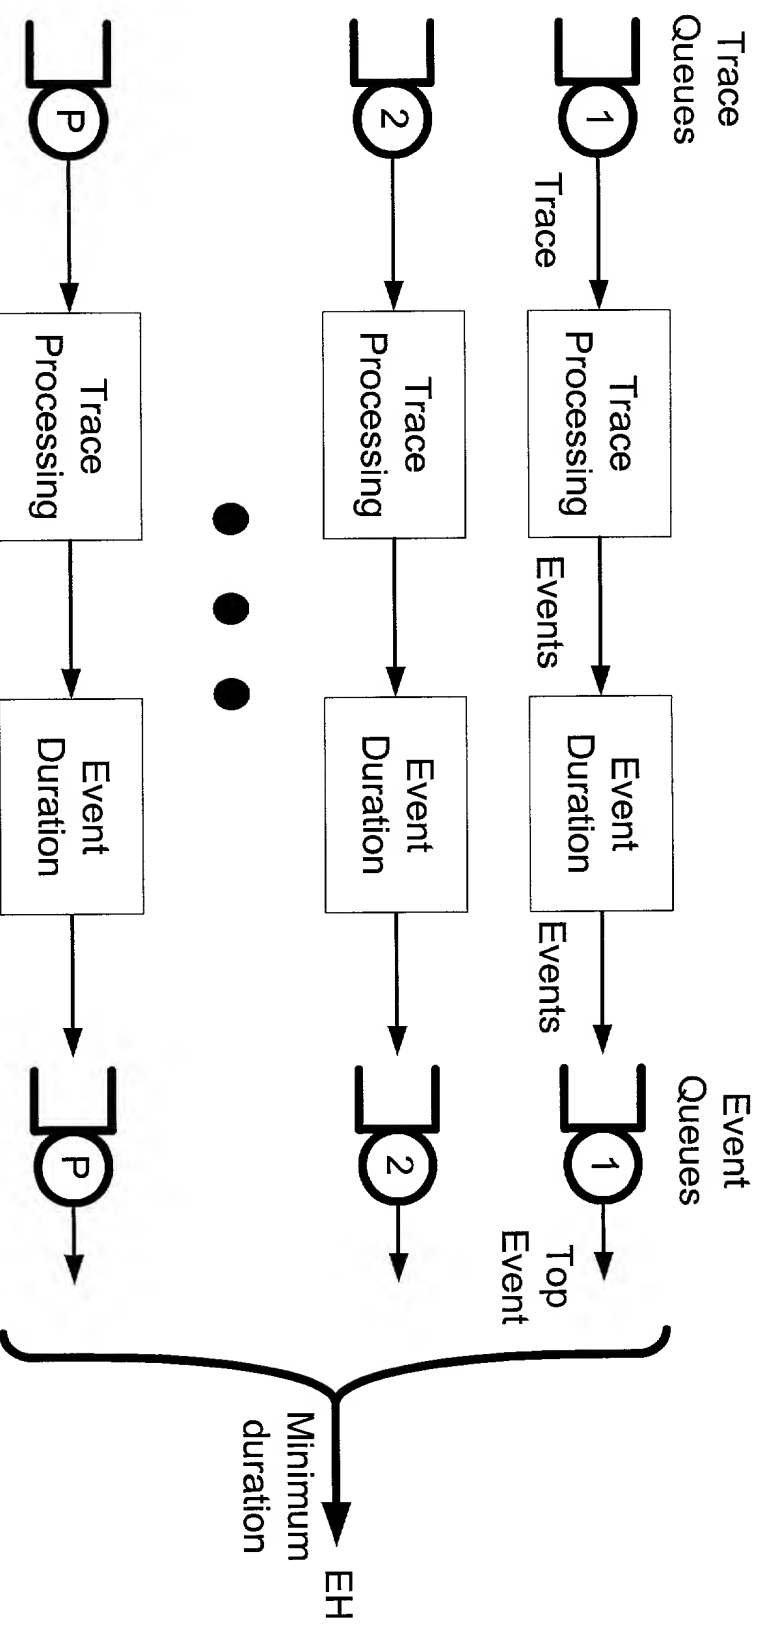 Trace
Queues
Event
Queues
1
Trace
Trace
Processing
Events
Event
Duration
Events
1
Top
Event
2
Trace
Processing
Event
Duration
2
Minimum
duration
EH
P
Trace
Processing
Event
Duration
P